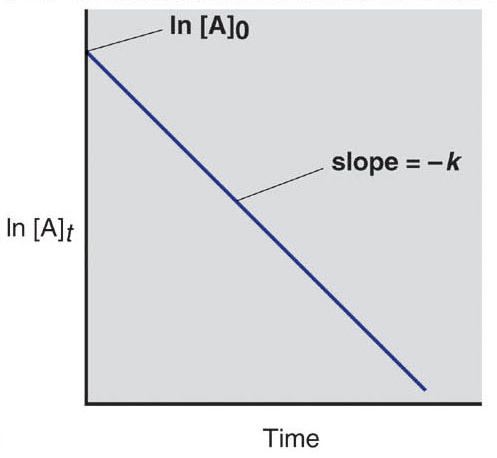 ln [A]0
slope = –k
ln [A]t
Time